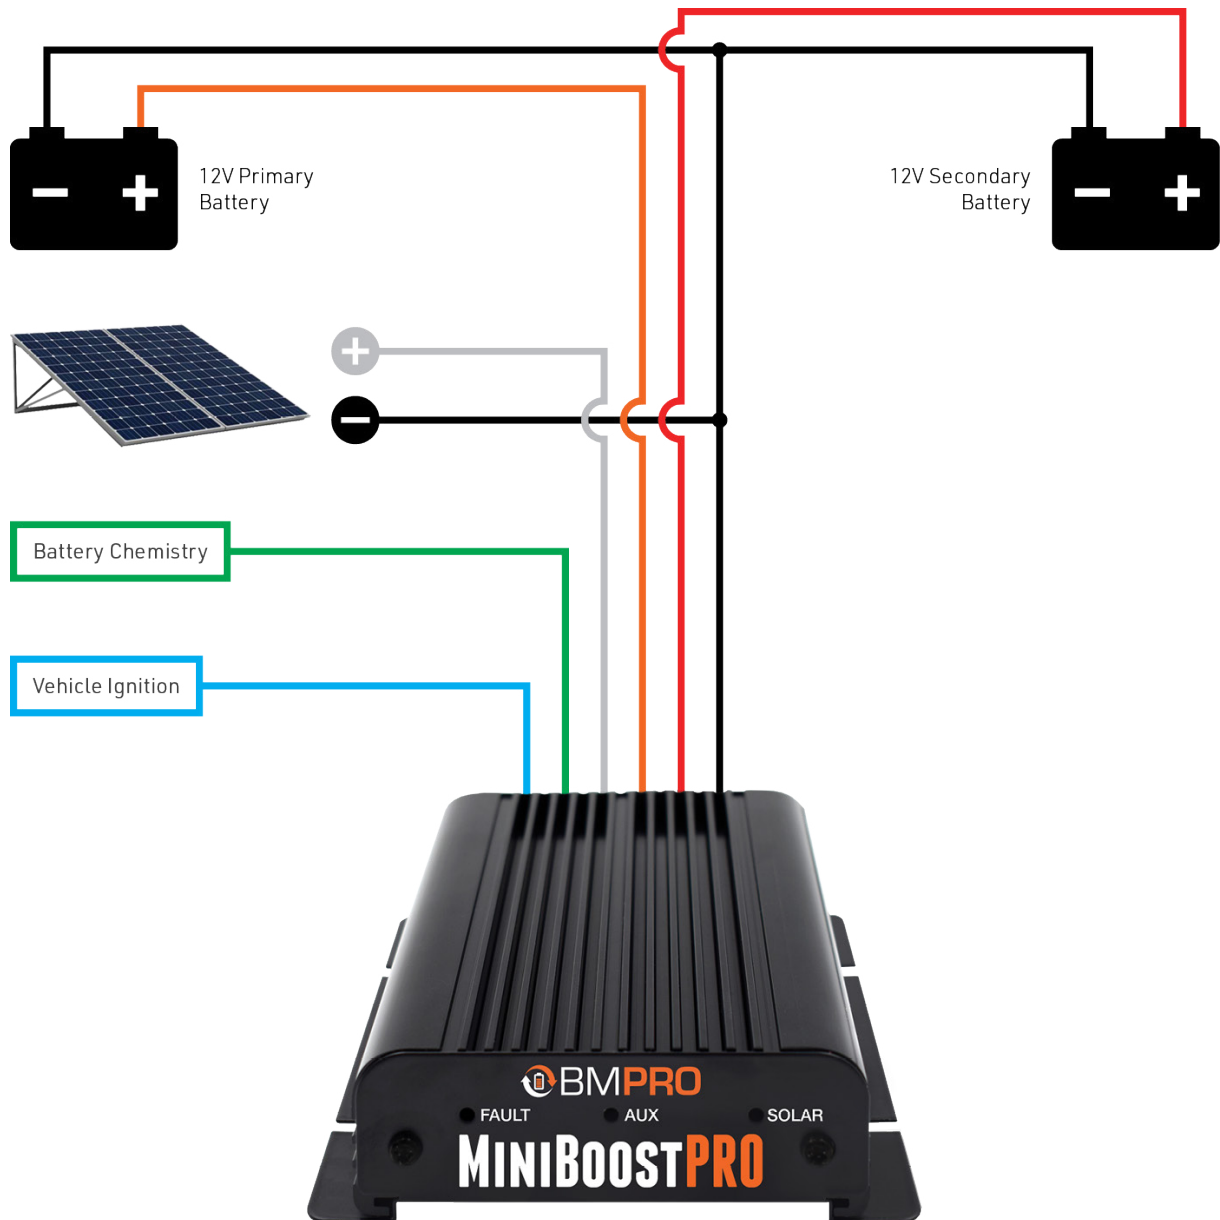 12V Primary
Battery
12V Secondary
Battery
Battery Chemistry
Vehicle Ignition
BMPRO
FAULT AUX SOLAR
MINIBOOSTPRO